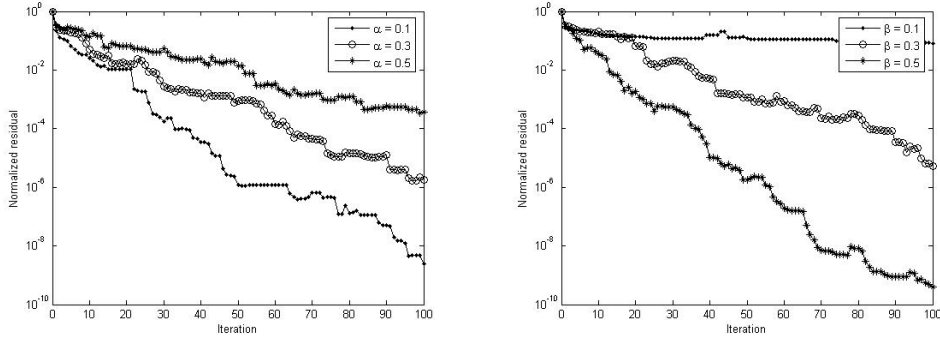 10^0
10^-2
10^-4
10^-6
10^-8
10^-10
0 10 20 30 40 50 60 70 80 90 100
Normalized residual
Iteration
α = 0.1
α = 0.3
α = 0.5
10^0
10^-2
10^-4
10^-6
10^-8
10^-10
0 10 20 30 40 50 60 70 80 90 100
Normalized residual
Iteration
β = 0.1
β = 0.3
β = 0.5